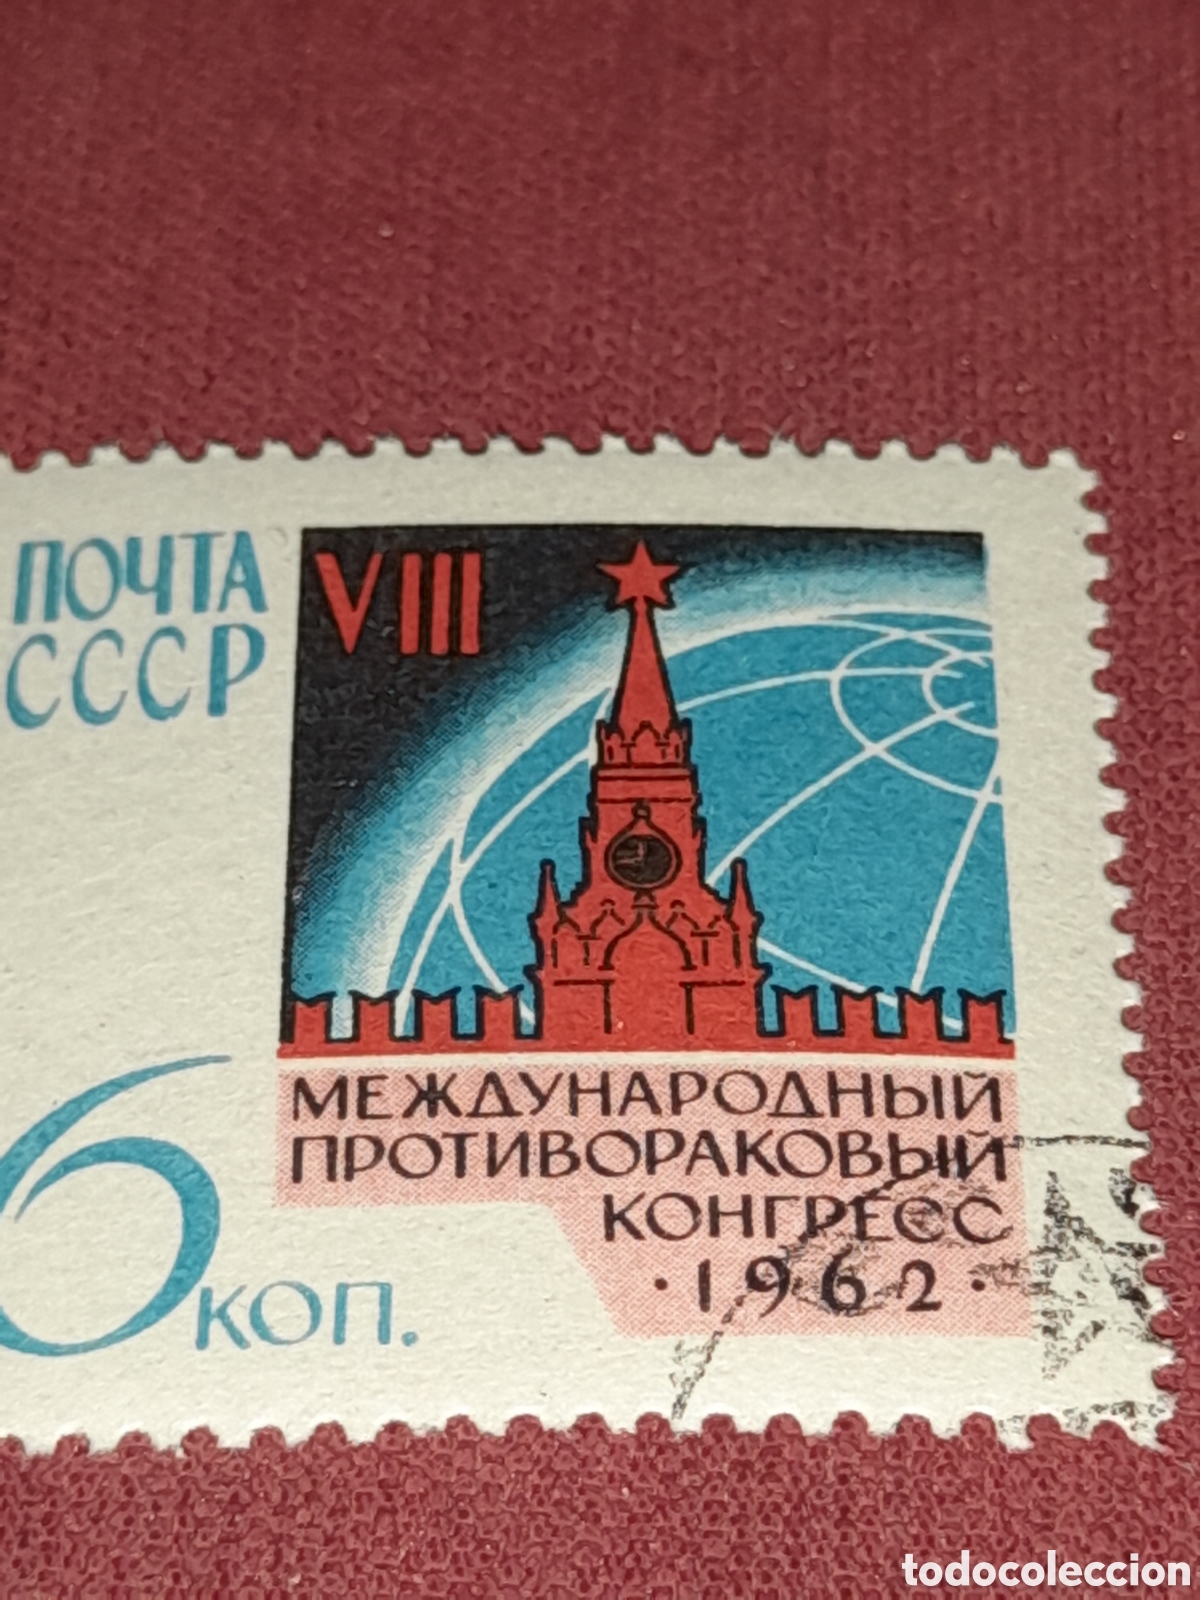 ПОЧТА
СССР
VIII
6 КОП.
МЕЖДУНАРОДНЫЙ
ПРОТИВОРАКОВЫЙ
КОНГРЕСС
· 1962 ·
todocoleccion